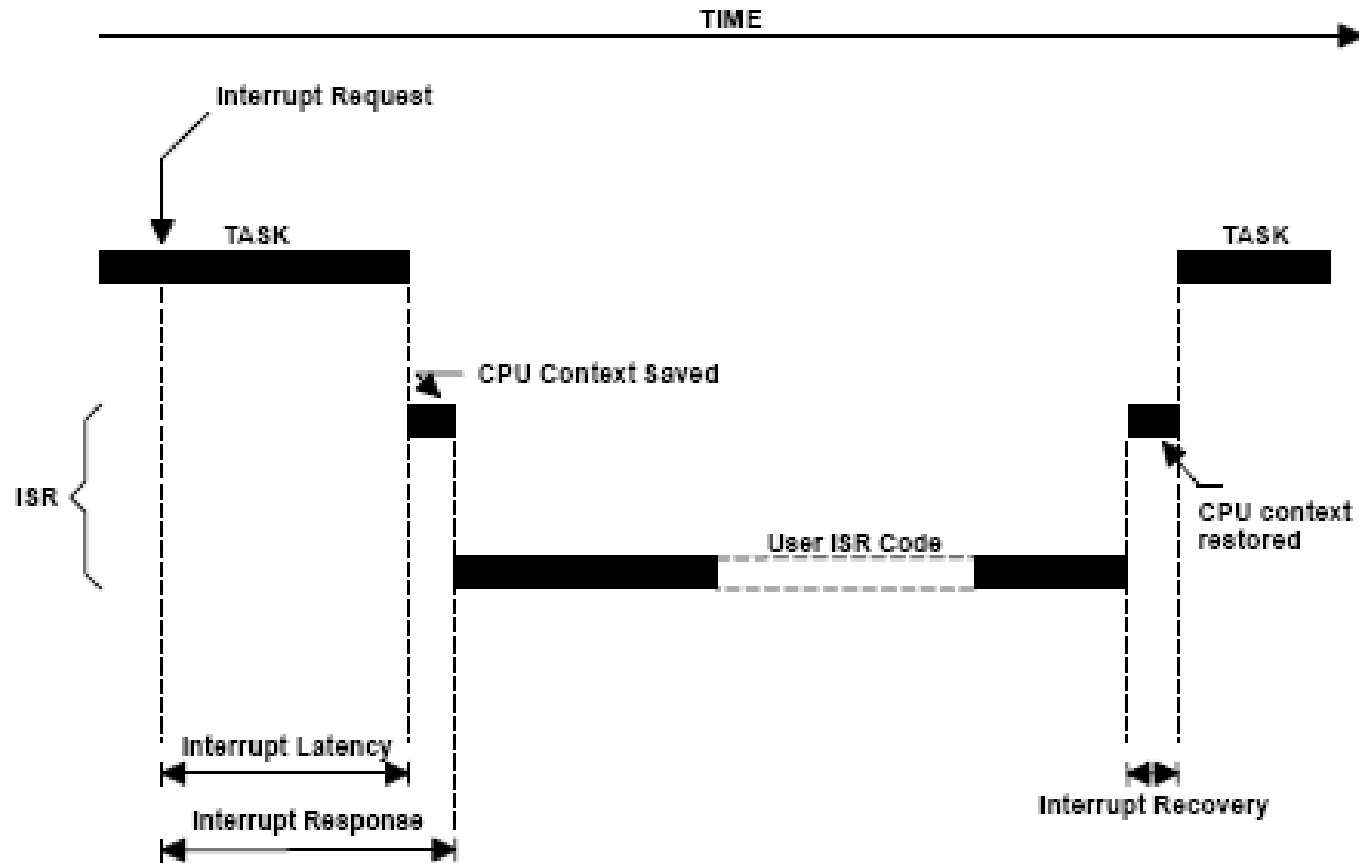 TIME
Interrupt Request
TASK
TASK
CPU Context Saved
ISR
CPU context
restored
User ISR Code
Interrupt Latency
Interrupt Recovery
Interrupt Response